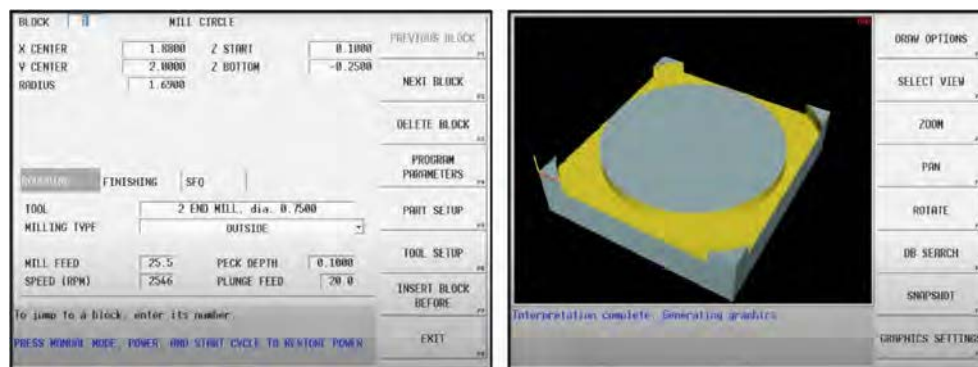 BLOCK 1 MILL CIRCLE
X CENTER 1.8800 Z START 0.1000
Y CENTER 2.0000 Z BOTTOM -0.2500
RADIUS 1.6900
ROUGHING FINISHING SFQ
TOOL 2 END MILL, dia. 0.7500
MILLING TYPE OUTSIDE
MILL FEED 25.5 PECK DEPTH 0.1000
SPEED (RPM) 2546 PLUNGE FEED 20.0
To jump to a block, enter its number
PRESS MANUAL MODE, POWER, AND START CYCLE TO RESTORE POWER
PREVIOUS BLOCK
NEXT BLOCK
DELETE BLOCK
PROGRAM
PARAMETERS
PART SETUP
TOOL SETUP
INSERT BLOCK
BEFORE
EXIT
Interpretation complete. Generating graphics
DRAW OPTIONS
SELECT VIEW
ZOOM
PAN
ROTATE
DB SEARCH
SNAPSHOT
GRAPHICS SETTING